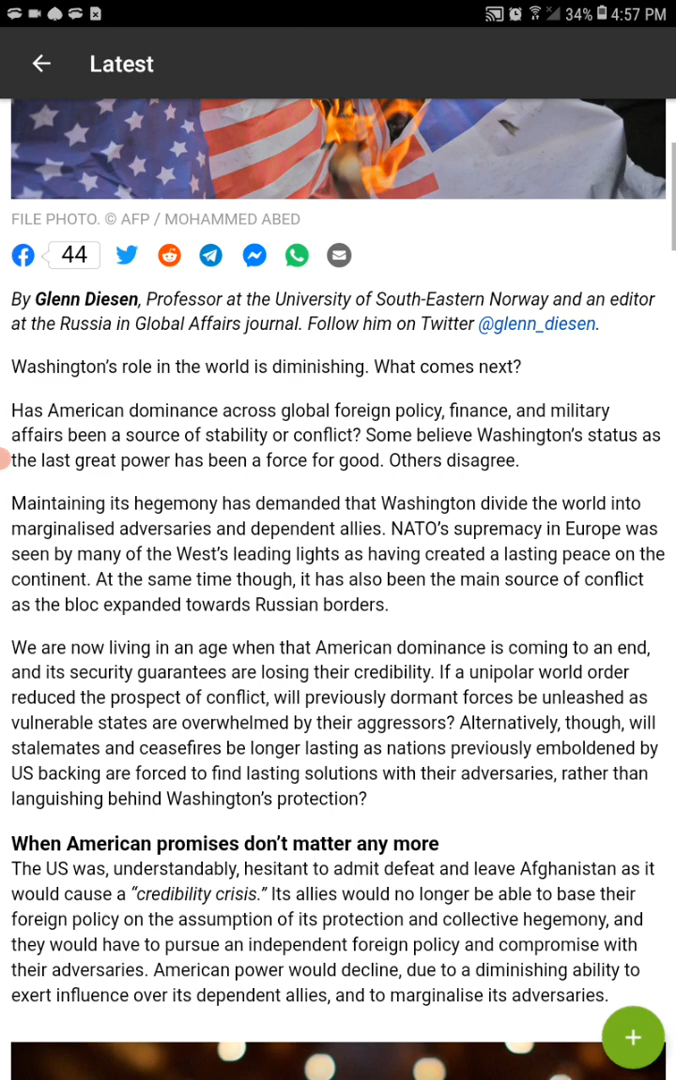 34% 4:57 PM
Latest
FILE PHOTO. © AFP / MOHAMMED ABED
44
By Glenn Diesen, Professor at the University of South-Eastern Norway and an editor
at the Russia in Global Affairs journal. Follow him on Twitter @glenn_diesen.
Washington’s role in the world is diminishing. What comes next?
Has American dominance across global foreign policy, finance, and military
affairs been a source of stability or conflict? Some believe Washington’s status as
the last great power has been a force for good. Others disagree.
Maintaining its hegemony has demanded that Washington divide the world into
marginalised adversaries and dependent allies. NATO’s supremacy in Europe was
seen by many of the West’s leading lights as having created a lasting peace on the
continent. At the same time though, it has also been the main source of conflict
as the bloc expanded towards Russian borders.
We are now living in an age when that American dominance is coming to an end,
and its security guarantees are losing their credibility. If a unipolar world order
reduced the prospect of conflict, will previously dormant forces be unleashed as
vulnerable states are overwhelmed by their aggressors? Alternatively, though, will
stalemates and ceasefires be longer lasting as nations previously emboldened by
US backing are forced to find lasting solutions with their adversaries, rather than
languishing behind Washington’s protection?
When American promises don’t matter any more
The US was, understandably, hesitant to admit defeat and leave Afghanistan as it
would cause a “credibility crisis.” Its allies would no longer be able to base their
foreign policy on the assumption of its protection and collective hegemony, and
they would have to pursue an independent foreign policy and compromise with
their adversaries. American power would decline, due to a diminishing ability to
exert influence over its dependent allies, and to marginalise its adversaries.